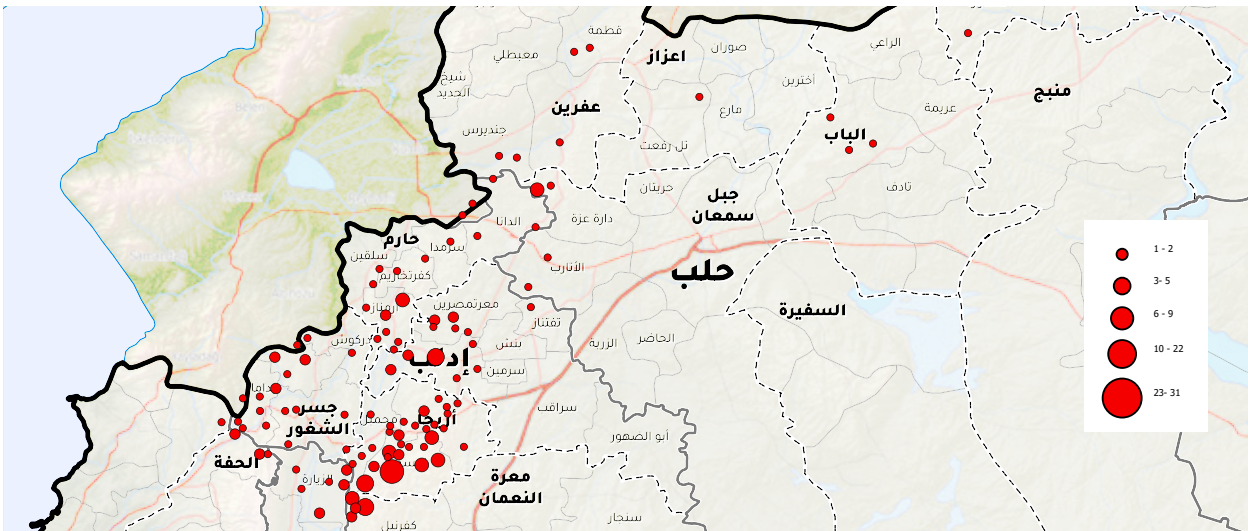 قطمة
صوران
الراعي
معبطلي
اعزاز
أخترين
شيخ
الحديد
منبج
عفرين
مارع
عريمة
جنديرس
الباب
تل رفعت
تادف
حريتان
جبل
سمعان
الدانا
دارة عزة
حارم
سرمدا
سلقين
الأتارب
حلب
كفرتخاريم
معرتمصرين
السفيرة
تفتناز
دركوش
بنش
الزربة
الحاضر
إدلب
سرمين
جسر
الشغور
سراقب
أريحا
أبو الضهور
الحفة
معرة
النعمان
الزيارة
سنجار
كفرنبل
1 - 2
3- 5
6 - 9
10 - 22
23- 31